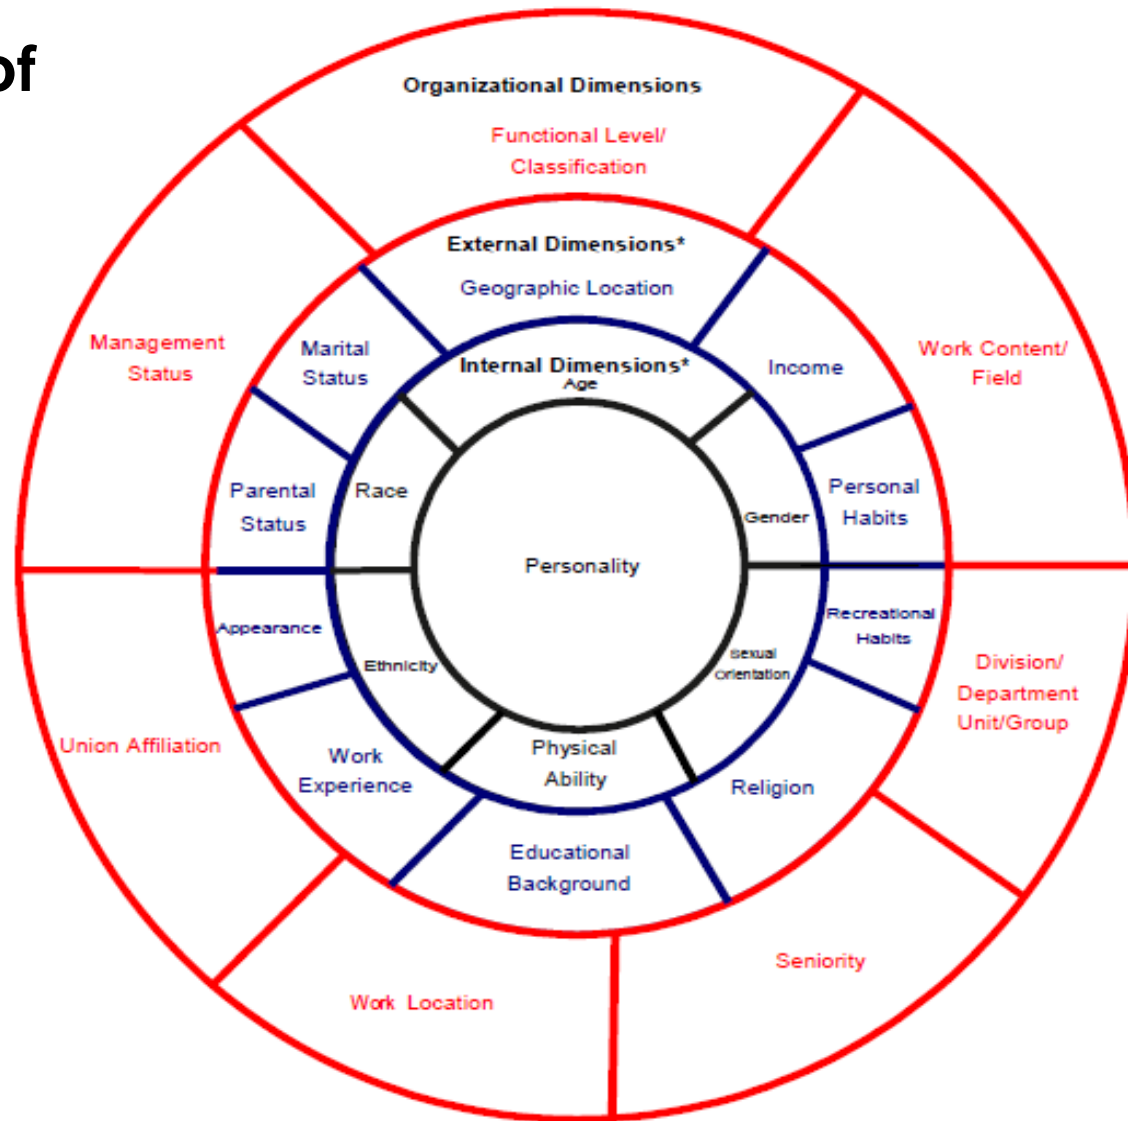 of
Organizational Dimensions
Functional Level/
Classification
External Dimensions*
Geographic Location
Internal Dimensions*
Age
Management
Status
Marital
Status
Income
Work Content/
Field
Parental
Status
Race
Gender
Personal
Habits
Personality
Appearance
Ethnicity
Sexual
Orientation
Recreational
Habits
Division/
Department
Unit/Group
Union Affiliation
Work
Experience
Physical
Ability
Religion
Educational
Background
Seniority
Work Location